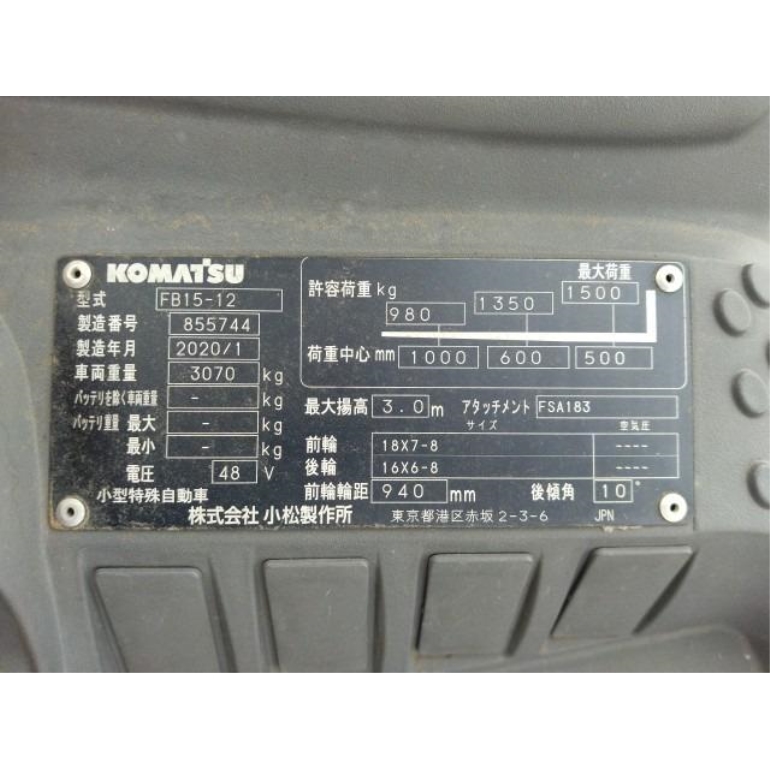 KOMATSU
型式 FB15-12
製造番号 855744
製造年月 2020/1
車両重量 3070 kg
バッテリを除く車両重量 - kg
バッテリ重量 最大 - kg
最小 - kg
電圧 48 V
小型特殊自動車
最大荷重
許容荷重kg 980 1350 1500
荷重中心 mm 1000 600 500
最大揚高 3.0 m アタッチメント FSA183
サイズ 空気圧
前輪 18X7-8 ----
後輪 16X6-8 ----
前輪輪距 940 mm 後傾角 10°
株式会社 小松製作所 東京都港区赤坂2-3-6 JPN